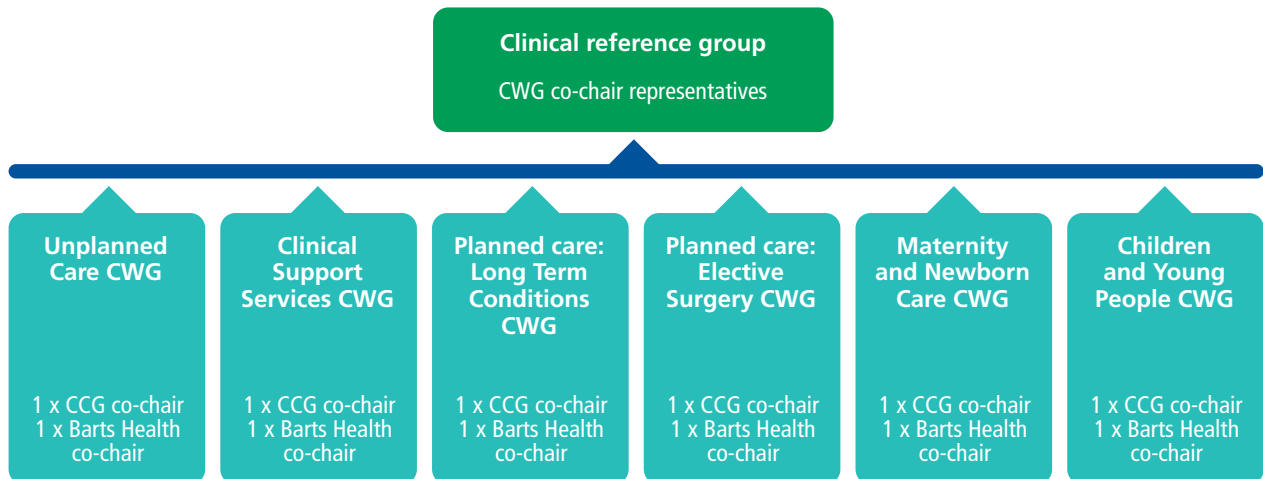 Clinical reference group
CWG co-chair representatives
Unplanned
Care CWG
1 x CCG co-chair
1 x Barts Health
co-chair
Clinical
Support
Services CWG
1 x CCG co-chair
1 x Barts Health
co-chair
Planned care:
Long Term
Conditions
CWG
1 x CCG co-chair
1 x Barts Health
co-chair
Planned care:
Elective
Surgery CWG
1 x CCG co-chair
1 x Barts Health
co-chair
Maternity
and Newborn
Care CWG
1 x CCG co-chair
1 x Barts Health
co-chair
Children
and Young
People CWG
1 x CCG co-chair
1 x Barts Health
co-chair